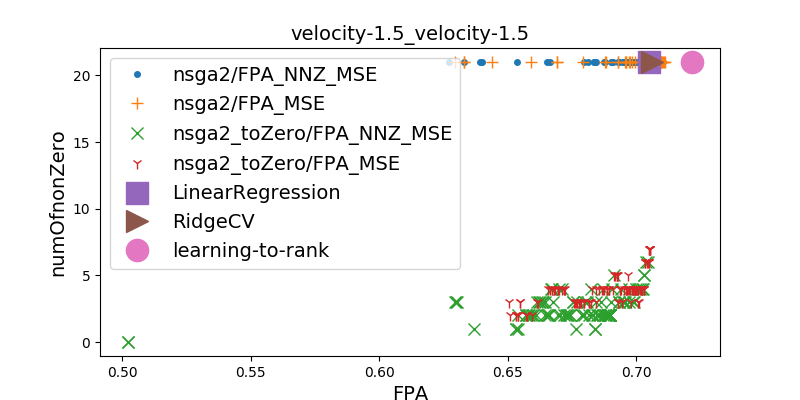 velocity-1.5_velocity-1.5
numOfnonZero
20
15
10
5
0
nsga2/FPA_NNZ_MSE
nsga2/FPA_MSE
nsga2_toZero/FPA_NNZ_MSE
nsga2_toZero/FPA_MSE
LinearRegression
RidgeCV
learning-to-rank
0.50 0.55 0.60 0.65 0.70
FPA